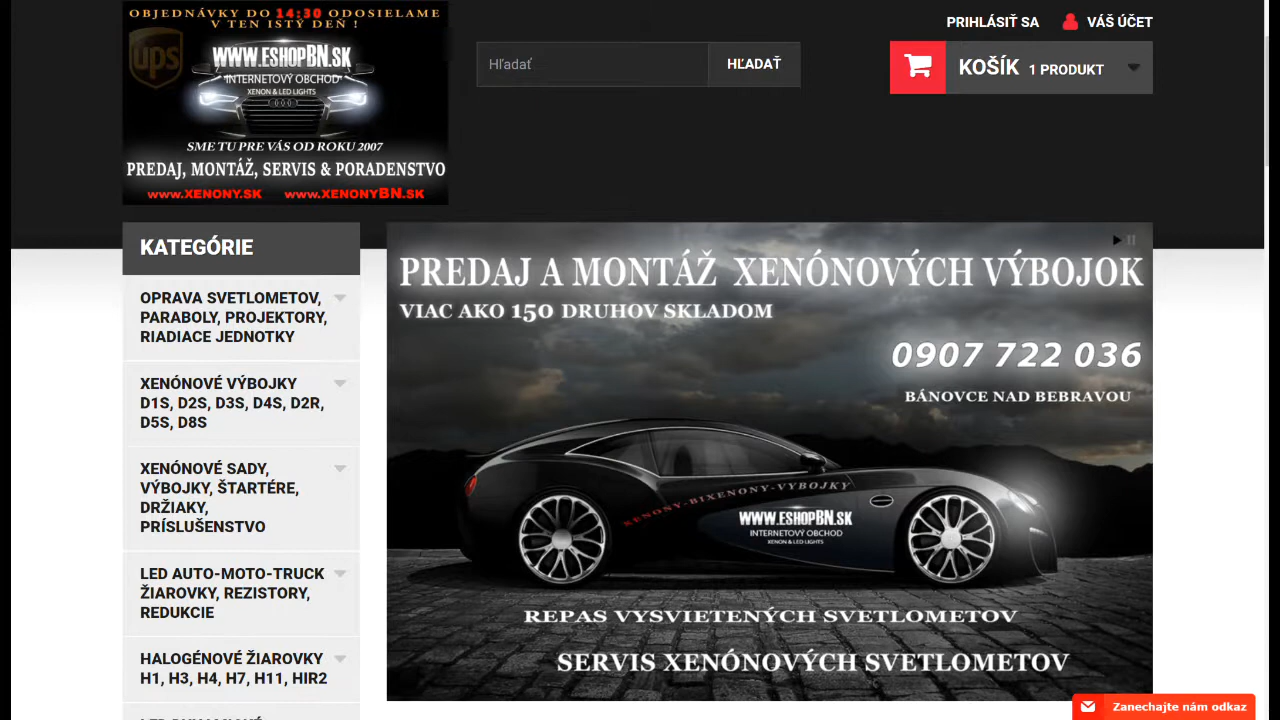 OBJEDNÁVKY DO 14:30 ODOSIELAME
V TEN ISTÝ DEŇ !
ups
WWW.ESHOPBN.SK
INTERNETOVÝ OBCHOD
XENON & LED LIGHTS
SME TU PRE VÁS OD ROKU 2007
PREDAJ, MONTÁŽ, SERVIS & PORADENSTVO
www.XENONY.SK www.XENONYBN.SK
Hľadať
HĽADAŤ
PRIHLÁSIŤ SA
VÁŠ ÚČET
KOŠÍK 1 PRODUKT
KATEGÓRIE
OPRAVA SVETLOMETOV,
PARABOLY, PROJEKTORY,
RIADIACE JEDNOTKY
XENÓNOVÉ VÝBOJKY
D1S, D2S, D3S, D4S, D2R,
D5S, D8S
XENÓNOVÉ SADY,
VÝBOJKY, ŠTARTÉRE,
DRŽIAKY,
PRÍSLUŠENSTVO
LED AUTO-MOTO-TRUCK
ŽIAROVKY, REZISTORY,
REDUKCIE
HALOGÉNOVÉ ŽIAROVKY
H1, H3, H4, H7, H11, HIR2
PREDAJ A MONTÁŽ XENÓNOVÝCH VÝBOJOK
VIAC AKO 150 DRUHOV SKLADOM
0907 722 036
BÁNOVCE NAD BEBRAVOU
XENONY-BIXENONY-VYBOJKY
WWW.ESHOPBN.SK
INTERNETOVÝ OBCHOD
XENON & LED LIGHTS
REPAS VYSVIETENÝCH SVETLOMETOV
SERVIS XENÓNOVÝCH SVETLOMETOV
Zanechajte nám odkaz